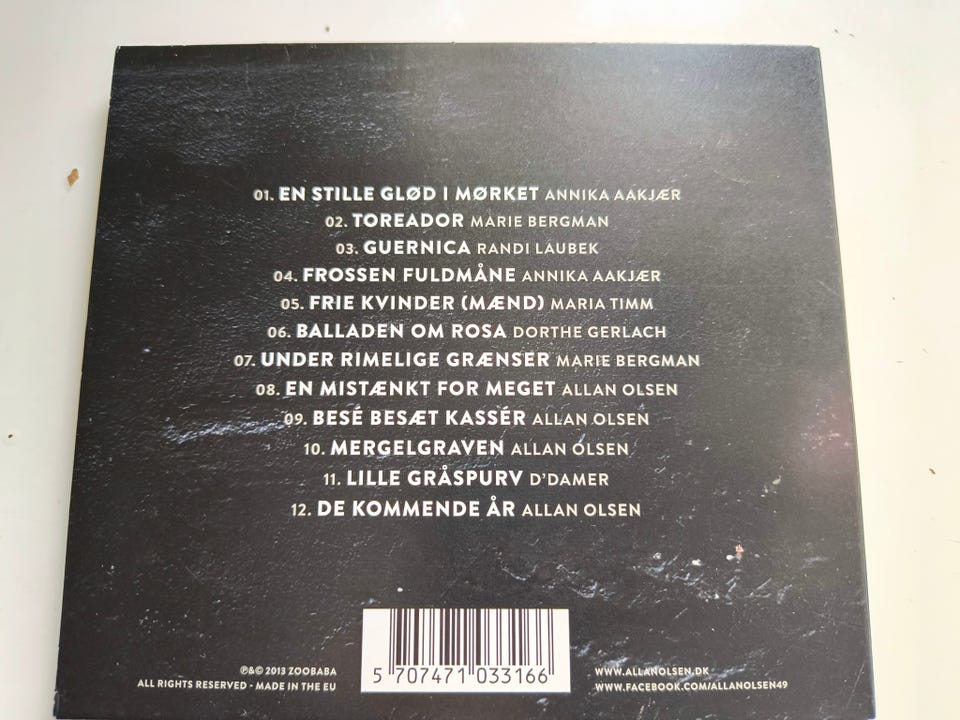 01. EN STILLE GLØD I MØRKET ANNIKA AAKJÆR
02. TOREADOR MARIE BERGMAN
03. GUERNICA RANDI LAUBEK
04. FROSSEN FULDMÅNE ANNIKA AAKJÆR
05. FRIE KVINDER (MÆND) MARIA TIMM
06. BALLADEN OM ROSA DORTHE GERLACH
07. UNDER RIMELIGE GRÆNSER MARIE BERGMAN
08. EN MISTÆNKT FOR MEGET ALLAN OLSEN
09. BESÉ BESÆT KASSÉR ALLAN OLSEN
10. MERGELGRAVEN ALLAN OLSEN
11. LILLE GRÅSPURV D'DAMER
12. DE KOMMENDE ÅR ALLAN OLSEN
℗&© 2013 ZOOBABA
ALL RIGHTS RESERVED · MADE IN THE EU
5 707471 033166
WWW.ALLANOLSEN.DK
WWW.FACEBOOK.COM/ALLANOLSEN49